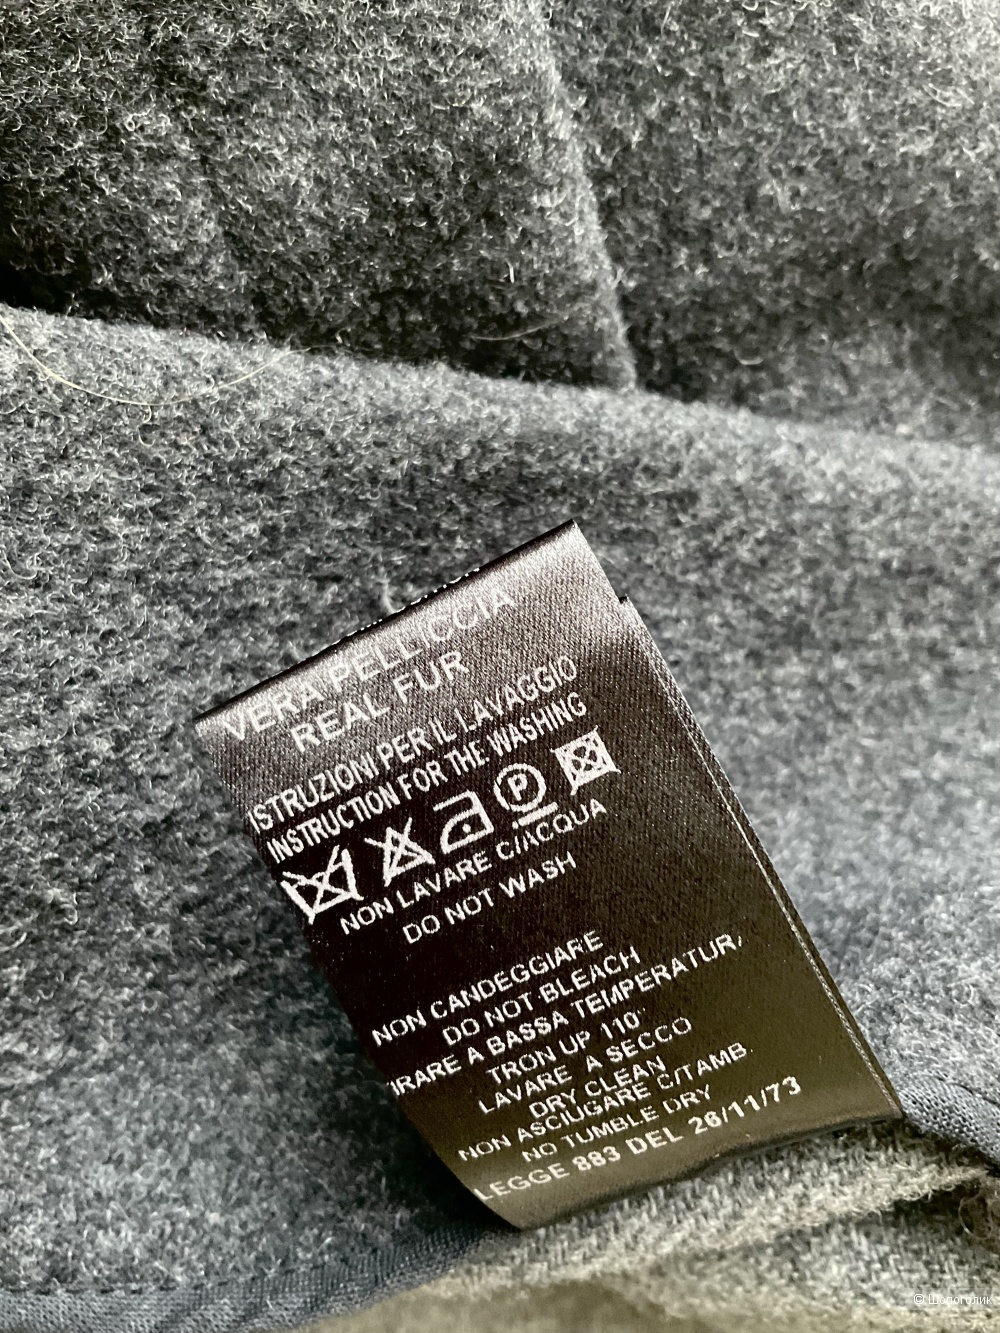 VERA PELLICCIA
REAL FUR
ISTRUZIONI PER IL LAVAGGIO
INSTRUCTION FOR THE WASHING
P
NON LAVARE C/ACQUA
DO NOT WASH
NON CANDEGGIARE
DO NOT BLEACH
TIRARE A BASSA TEMPERATUR
TRON UP 110°
LAVARE A SECCO
DRY CLEAN
NON ASCIUGARE C/TAMB
NO TUMBLE DRY
LEGGE 883 DEL 26/11/73
© Шопоголик